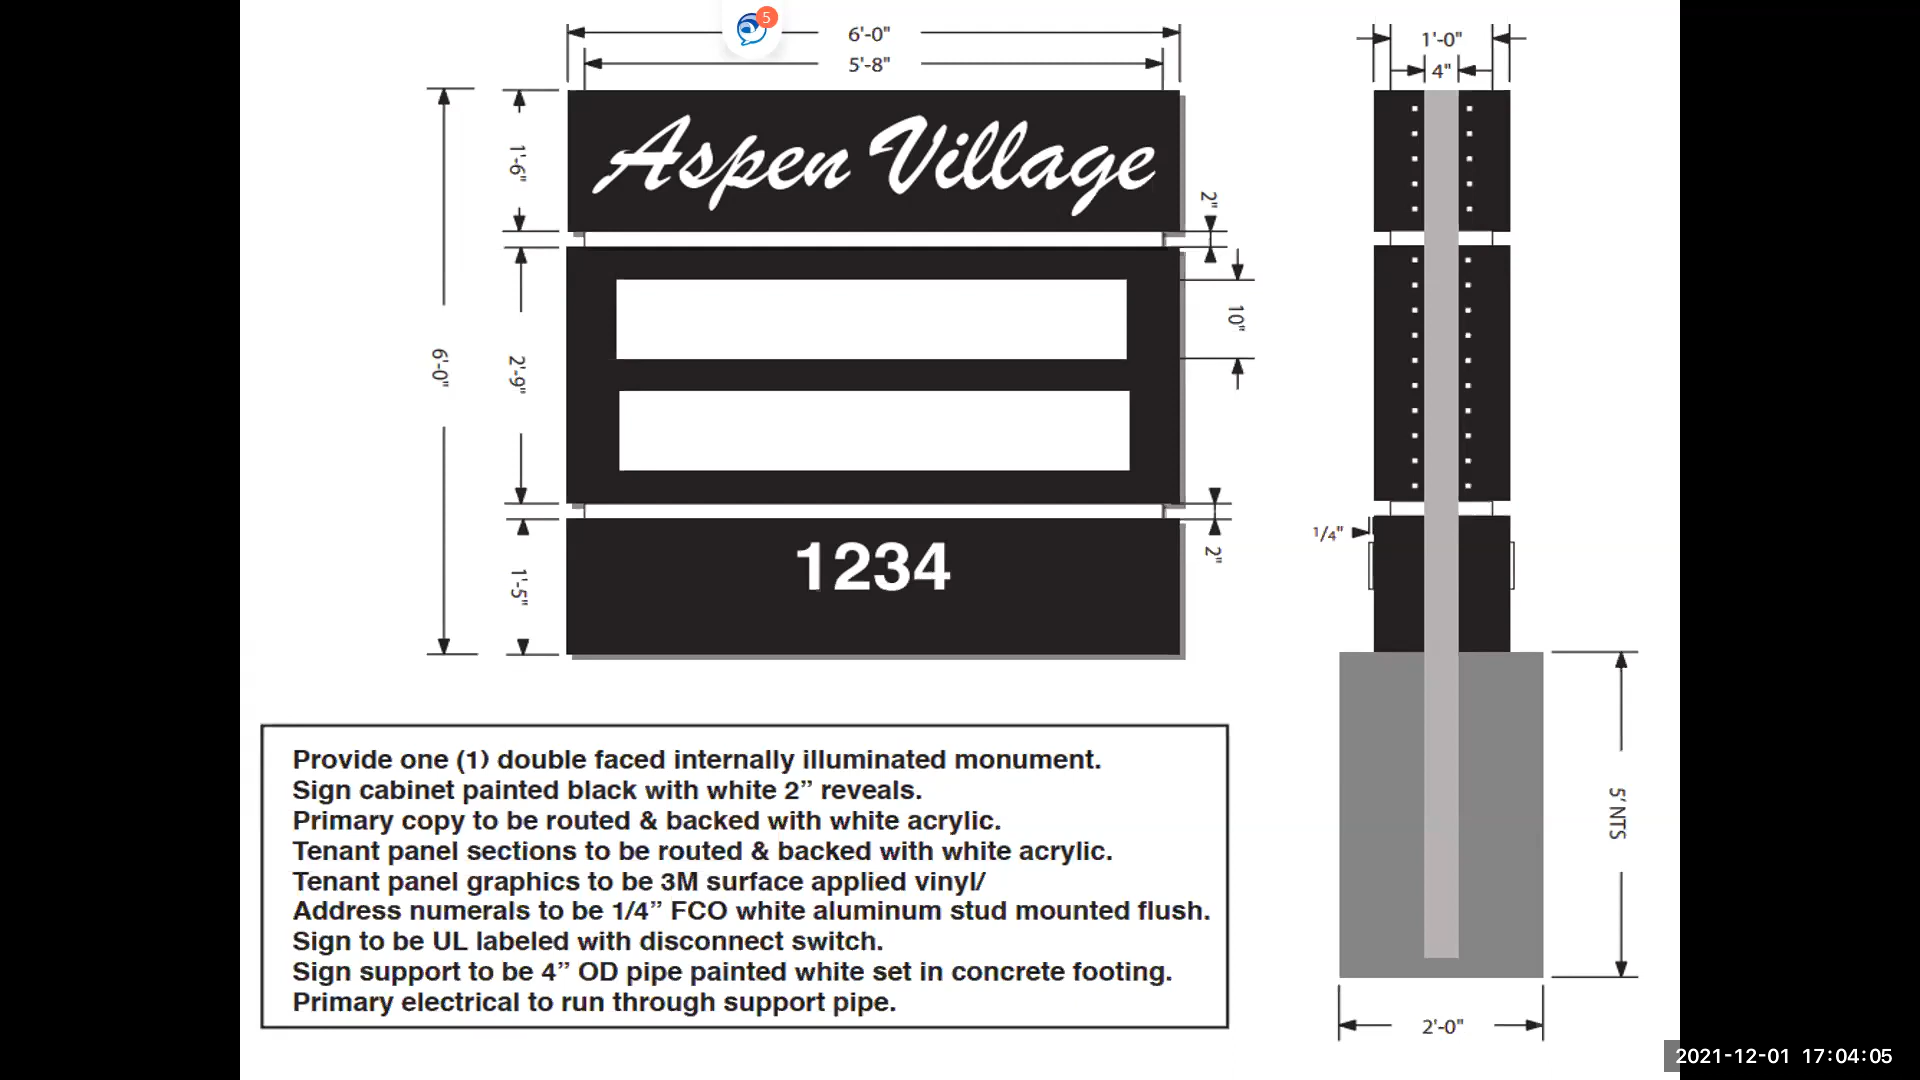 5
6'-0"
5'-8"
1'-0"
4"
Aspen Village
1'-6"
2"
10"
6'-0"
2'-9"
1234
1'-5"
2"
1/4"
Provide one (1) double faced internally illuminated monument.
Sign cabinet painted black with white 2” reveals.
Primary copy to be routed & backed with white acrylic.
Tenant panel sections to be routed & backed with white acrylic.
Tenant panel graphics to be 3M surface applied vinyl/
Address numerals to be 1/4” FCO white aluminum stud mounted flush.
Sign to be UL labeled with disconnect switch.
Sign support to be 4” OD pipe painted white set in concrete footing.
Primary electrical to run through support pipe.
5' NTS
2'-0"
2021-12-01 17:04:05